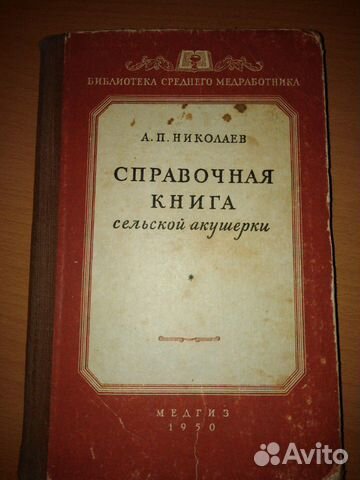 БИБЛИОТЕКА СРЕДНЕГО МЕДРАБОТНИКА
А. П. НИКОЛАЕВ
СПРАВОЧНАЯ
КНИГА
сельской акушерки
МЕДГИЗ
1950
Avito